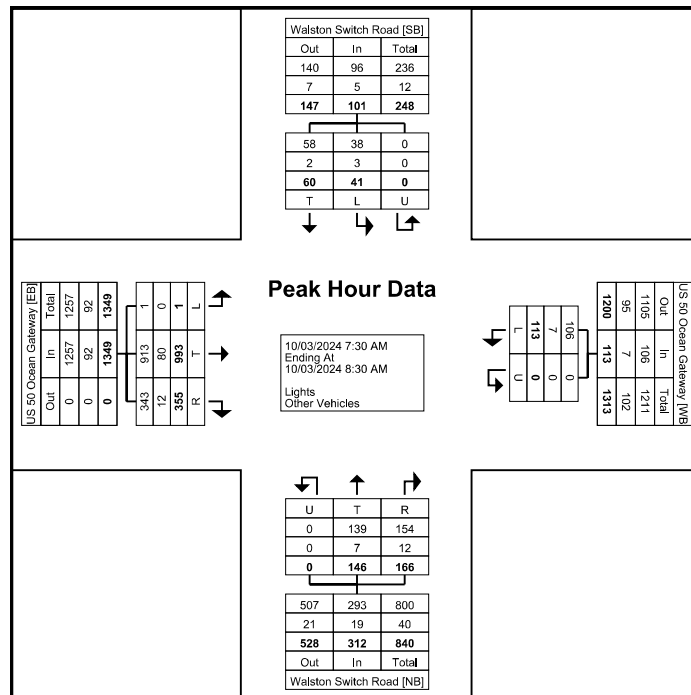 Walston Switch Road [SB]
Out In Total
140 96 236
7 5 12
147 101 248
58 38 0
2 3 0
60 41 0
T L U
US 50 Ocean Gateway [EB]
Total In Out
1257 1257 0
92 92 0
1349 1349 0
1 913 343
0 80 12
1 993 355
L T R
Peak Hour Data
10/03/2024 7:30 AM
Ending At
10/03/2024 8:30 AM
Lights
Other Vehicles
L U
113 0
7 0
106 0
1200 113 1313
95 7 102
1105 106 1211
Out In Total
US 50 Ocean Gateway [WB]
U T R
0 139 154
0 7 12
0 146 166
507 293 800
21 19 40
528 312 840
Out In Total
Walston Switch Road [NB]